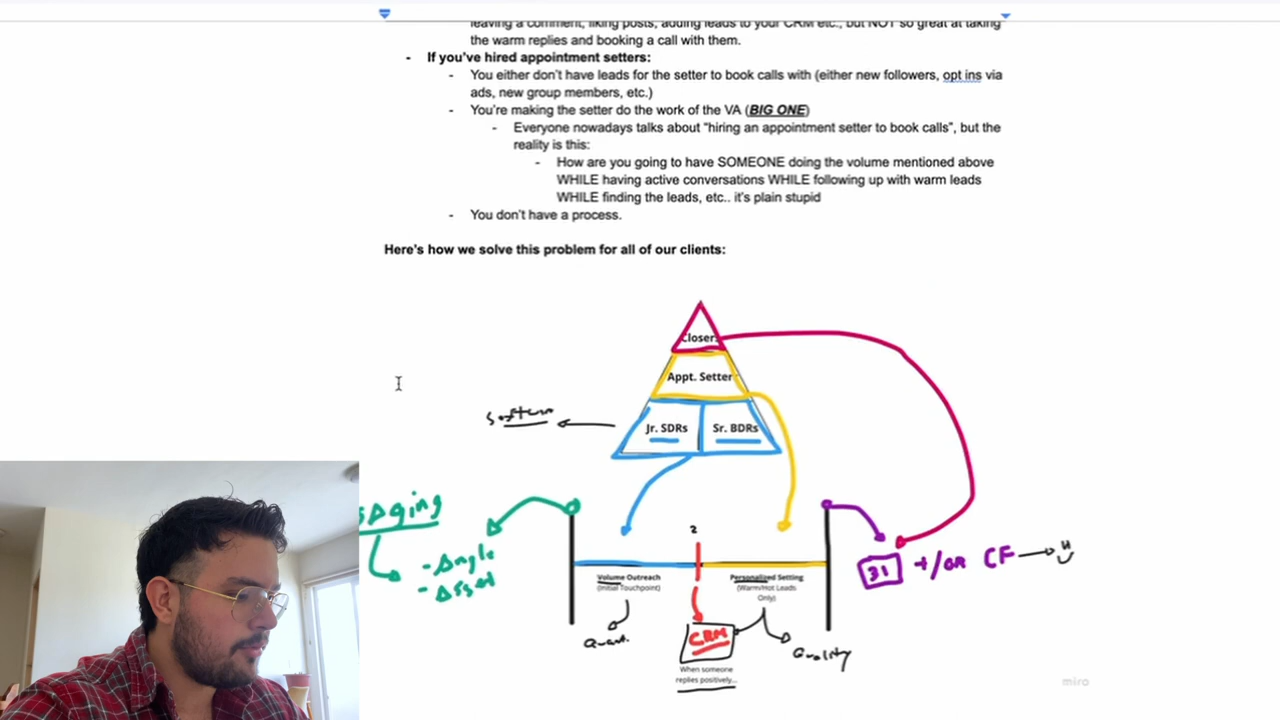 leaving a comment, liking posts, adding leads to your CRM etc., but NOT so great at taking
the warm replies and booking a call with them.
- If you've hired appointment setters:
- You either don't have leads for the setter to book calls with (either new followers, opt ins via
ads, new group members, etc.)
- You're making the setter do the work of the VA (BIG ONE)
- Everyone nowadays talks about "hiring an appointment setter to book calls", but the
reality is this:
- How are you going to have SOMEONE doing the volume mentioned above
WHILE having active conversations WHILE following up with warm leads
WHILE finding the leads, etc.. it's plain stupid
- You don't have a process.
Here's how we solve this problem for all of our clients:
Closers
Appt. Setter
Jr. SDRs
Sr. BDRs
System
- Angle
- Asset
2
31 +/OR CF
Volume Outreach
(Initial Touchpoint)
Personalized Setting
(Warm/Hot Leads
Only)
Quant.
CRM
Quality
When someone
replies positively...
miro